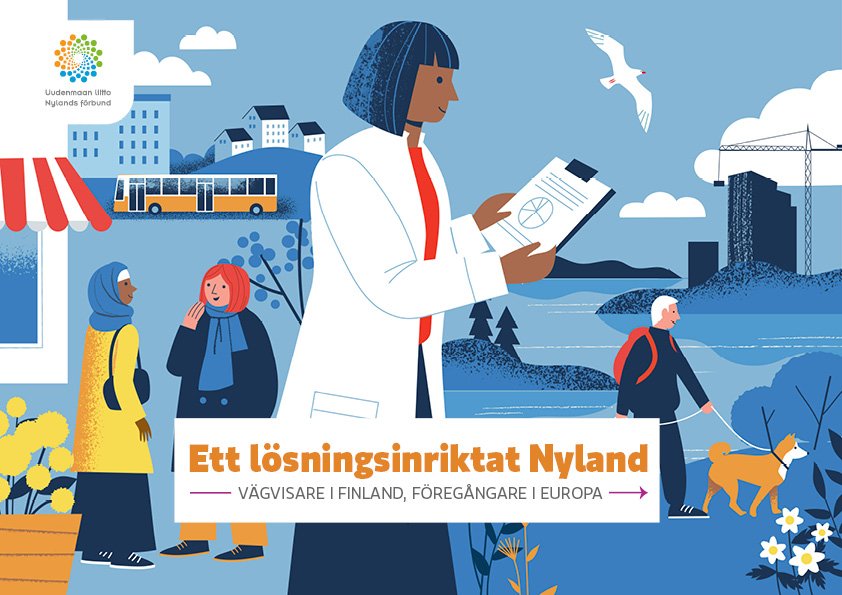 Uudenmaan liitto
Nylands förbund
Ett lösningsinriktat Nyland
VÄGVISARE I FINLAND, FÖREGÅNGARE I EUROPA